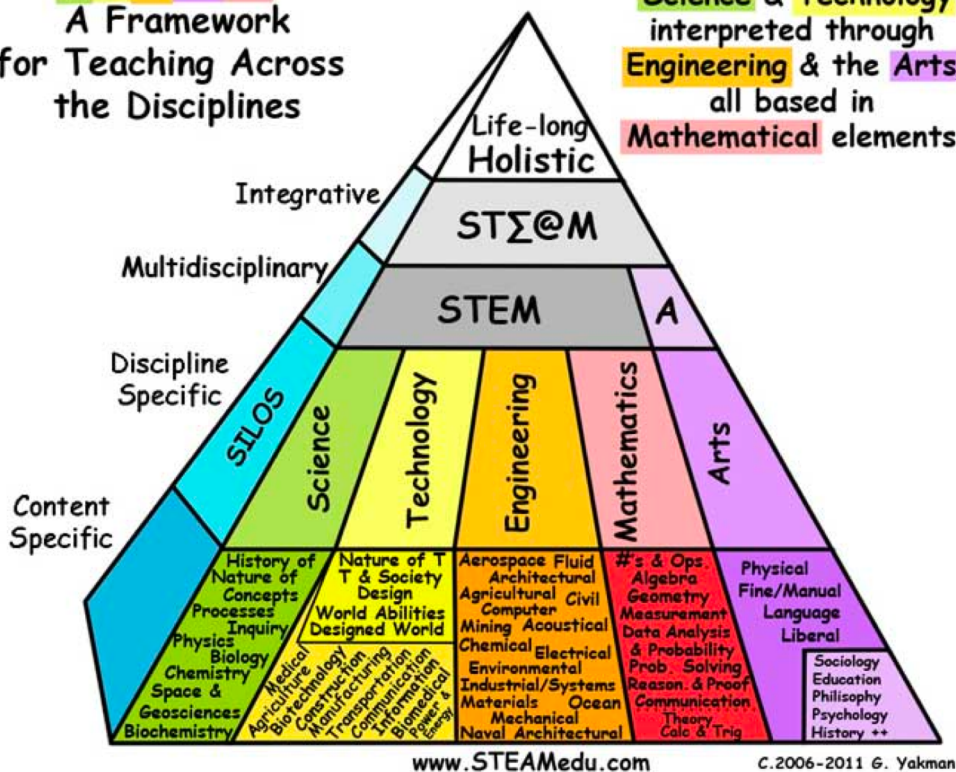 A Framework
for Teaching Across
the Disciplines
Science & Technology
interpreted through
Engineering & the Arts
all based in
Mathematical elements
Life-long
Holistic
Integrative
ST∑@M
Multidisciplinary
STEM
A
Discipline
Specific
SILOS
Science
Technology
Engineering
Mathematics
Arts
Content
Specific
History of
Nature of
Concepts
Processes
Inquiry
Physics
Biology
Chemistry
Space &
Geosciences
Biochemistry
Nature of T
T & Society
Design
World Abilities
Designed World
Medical
Agriculture
Biotechnology
Construction
Manufacturing
Transportation
Communication
Information
Biomedical
Power &
Energy
Aerospace Fluid
Architectural
Agricultural Civil
Computer
Mining Acoustical
Chemical Electrical
Environmental
Industrial/Systems
Materials Ocean
Mechanical
Naval Architectural
#'s & Ops.
Algebra
Geometry
Measurement
Data Analysis
& Probability
Prob. Solving
Reason. & Proof
Communication
Theory
Calc & Trig
Physical
Fine/Manual
Language
Liberal
Sociology
Education
Philisophy
Psychology
History ++
www.STEAMedu.com
C.2006-2011 G. Yakman